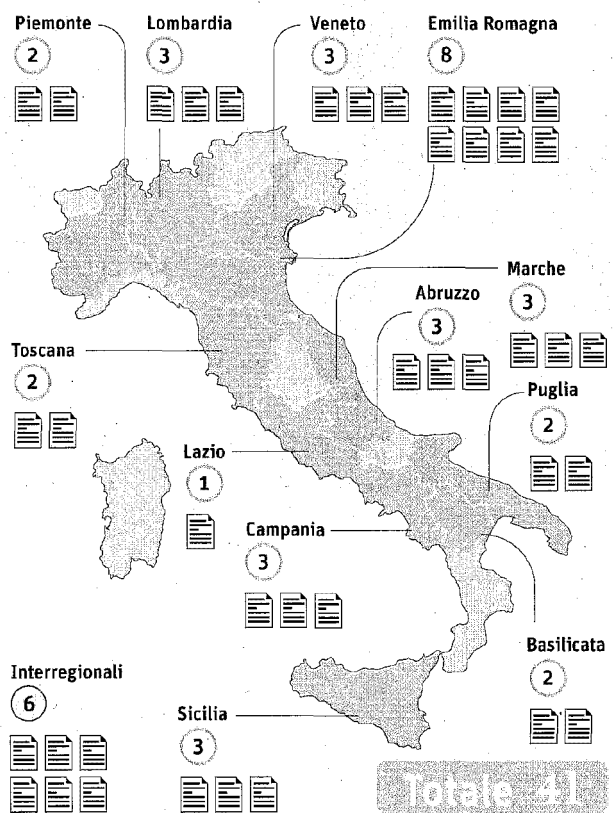 Piemonte
2
Lombardia
3
Veneto
3
Emilia Romagna
8
Marche
3
Abruzzo
3
Toscana
2
Puglia
2
Lazio
1
Campania
3
Basilicata
2
Interregionali
6
Sicilia
3
Totale 41